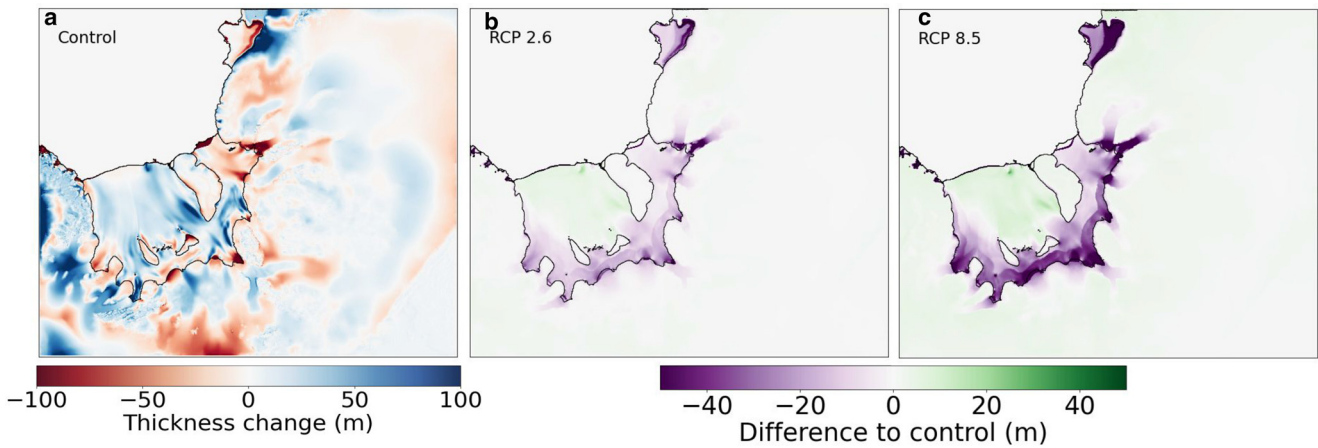 a
Control
b
RCP 2.6
c
RCP 8.5
−100 −50 0 50 100
Thickness change (m)
−40 −20 0 20 40
Difference to control (m)